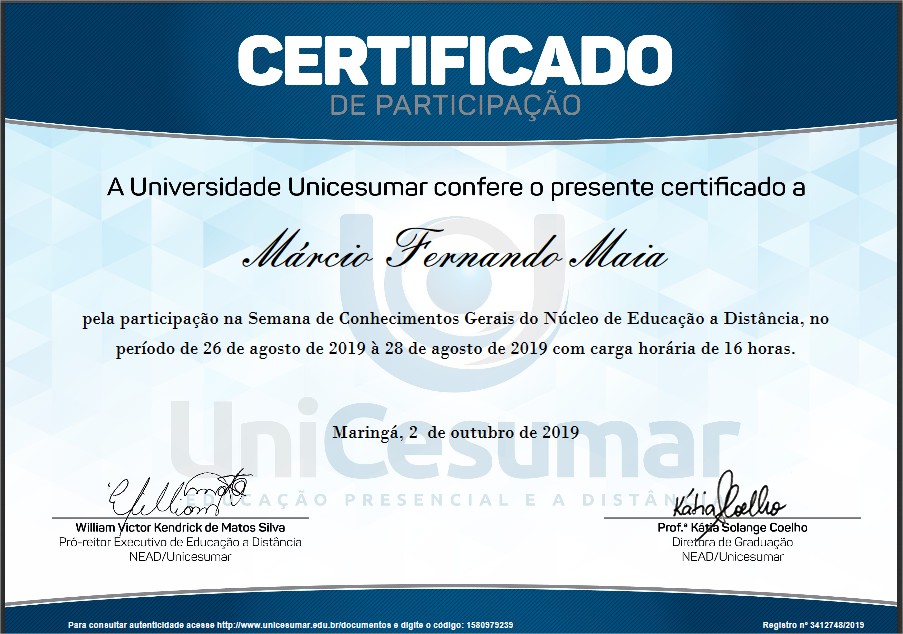 CERTIFICADO
DE PARTICIPAÇÃO
A Universidade Unicesumar confere o presente certificado a
Márcio Fernando Maia
pela participação na Semana de Conhecimentos Gerais do Núcleo de Educação a Distância, no
período de 26 de agosto de 2019 à 28 de agosto de 2019 com carga horária de 16 horas.
UniCesumar
Maringá, 2 de outubro de 2019
EDUCAÇÃO PRESENCIAL E A DISTÂNCIA
Kátia Coelho
William Victor Kendrick de Matos Silva
Pró-reitor Executivo de Educação a Distância
NEAD/Unicesumar
Prof.ª Kátia Solange Coelho
Diretora de Graduação
NEAD/Unicesumar
Para consultar autenticidade acesse http://www.unicesumar.edu.br/documentos e digite o código: 1580979239
Registro nº 3412748/2019